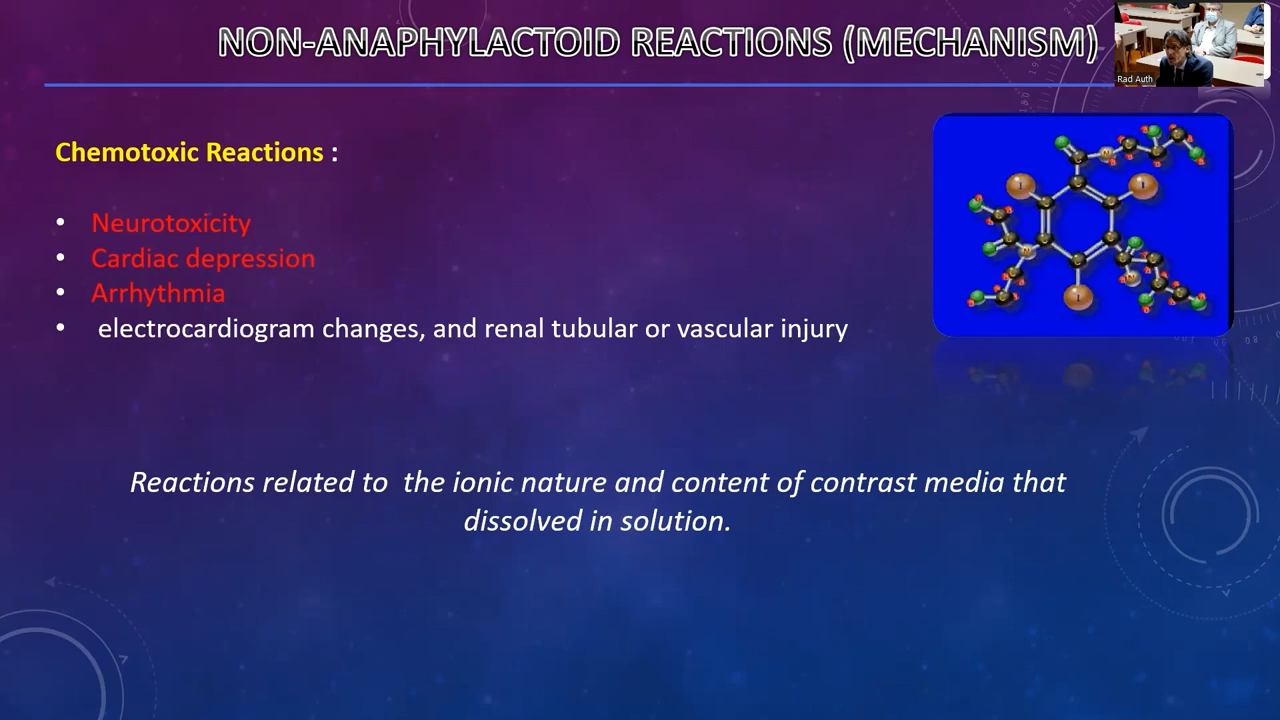 NON-ANAPHYLACTOID REACTIONS (MECHANISM)
Rad Auth
Chemotoxic Reactions :
• Neurotoxicity
• Cardiac depression
• Arrhythmia
• electrocardiogram changes, and renal tubular or vascular injury
I
I
I
Reactions related to the ionic nature and content of contrast media that
dissolved in solution.